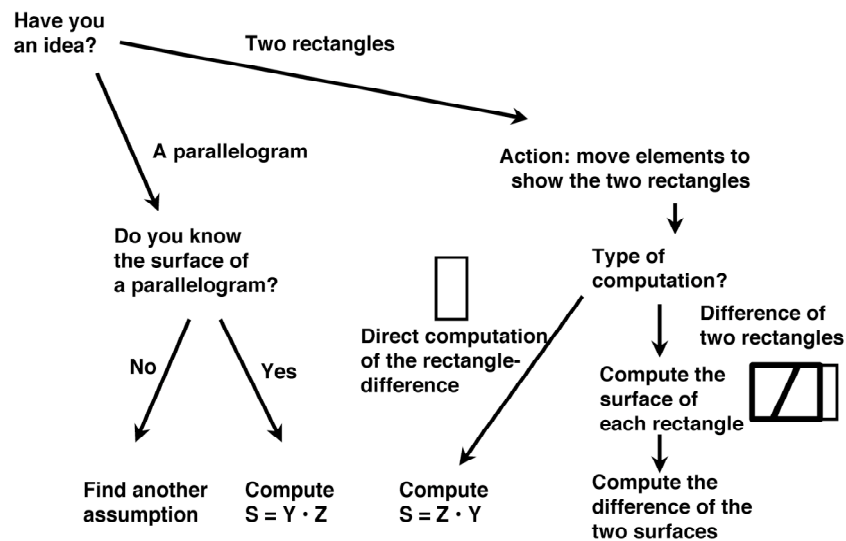 Have you
an idea?
Two rectangles
A parallelogram
Action: move elements to
show the two rectangles
Do you know
the surface of
a parallelogram?
Type of
computation?
Difference of
two rectangles
Direct computation
of the rectangle-
difference
No
Yes
Compute the
surface of
each rectangle
Find another
assumption
Compute
S = Y · Z
Compute
S = Z · Y
Compute the
difference of the
two surfaces